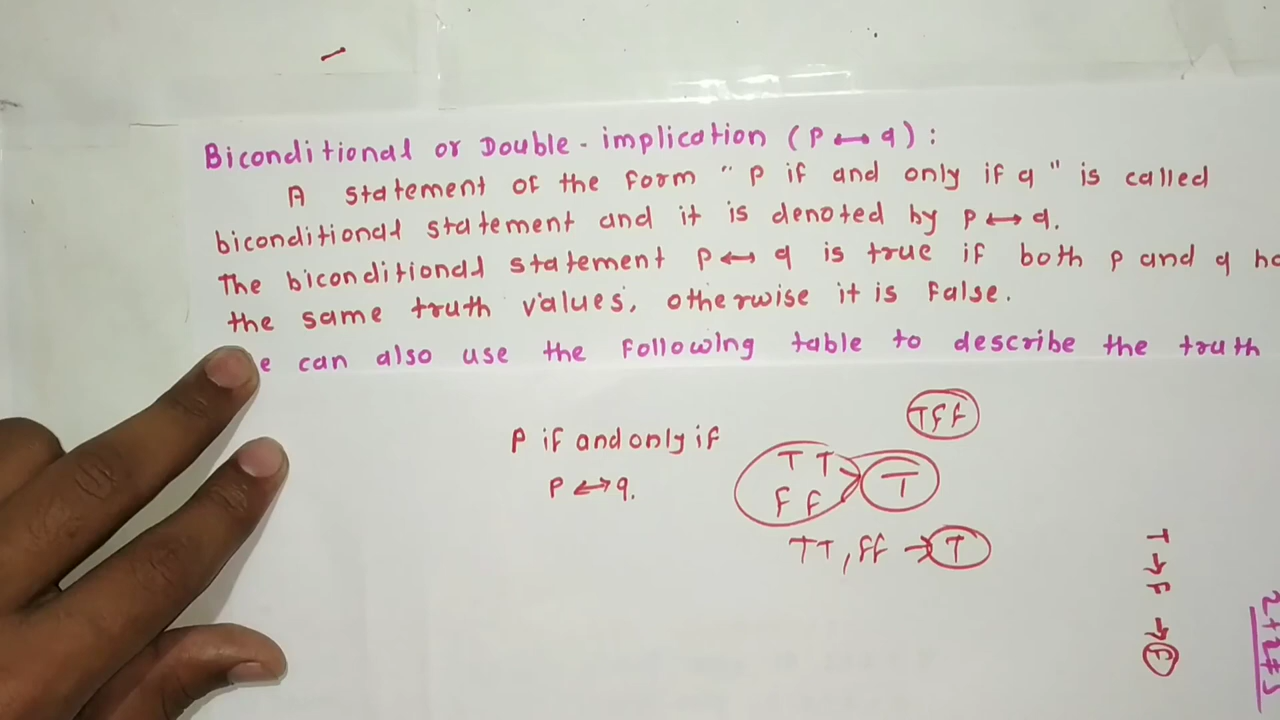 Biconditional or Double-implication (P ↔ q) :
A statement of the form "P if and only if q" is called
biconditional statement and it is denoted by P ↔ q.
The biconditional statement P ↔ q is true if both p and q
the same truth values, otherwise it is False.
can also use the Following table to describe the truth
TFF
P if and only if
P ↔ q.
T T
F F
T
TT, FF → T
T → F → F